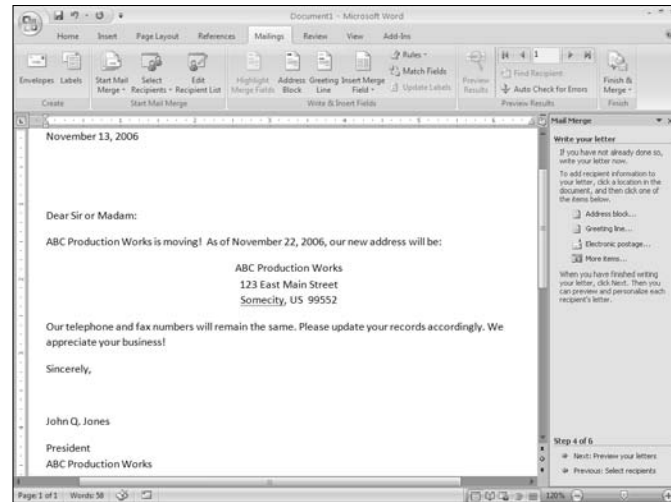 Document1 - Microsoft Word
Home Insert Page Layout References Mailings Review View Add-Ins
Envelopes Labels
Create
Start Mail Merge
Select Recipients
Edit Recipient List
Start Mail Merge
Highlight Merge Fields
Address Block
Greeting Line
Insert Merge Field
Rules
Match Fields
Update Labels
Write & Insert Fields
Preview Results
1
Find Recipient
Auto Check for Errors
Preview Results
Finish & Merge
Finish
November 13, 2006
Dear Sir or Madam:
ABC Production Works is moving! As of November 22, 2006, our new address will be:
ABC Production Works
123 East Main Street
Somecity, US 99552
Our telephone and fax numbers will remain the same. Please update your records accordingly. We
appreciate your business!
Sincerely,
John Q. Jones
President
ABC Production Works
Mail Merge
Write your letter
If you have not already done so,
write your letter now.
To add recipient information to
your letter, click a location in the
document, and then click one of
the items below.
Address block...
Greeting line...
Electronic postage...
More items...
When you have finished writing
your letter, click Next. Then you
can preview and personalize each
recipient's letter.
Step 4 of 6
Next: Preview your letters
Previous: Select recipients
Page: 1 of 1 Words: 58 120%